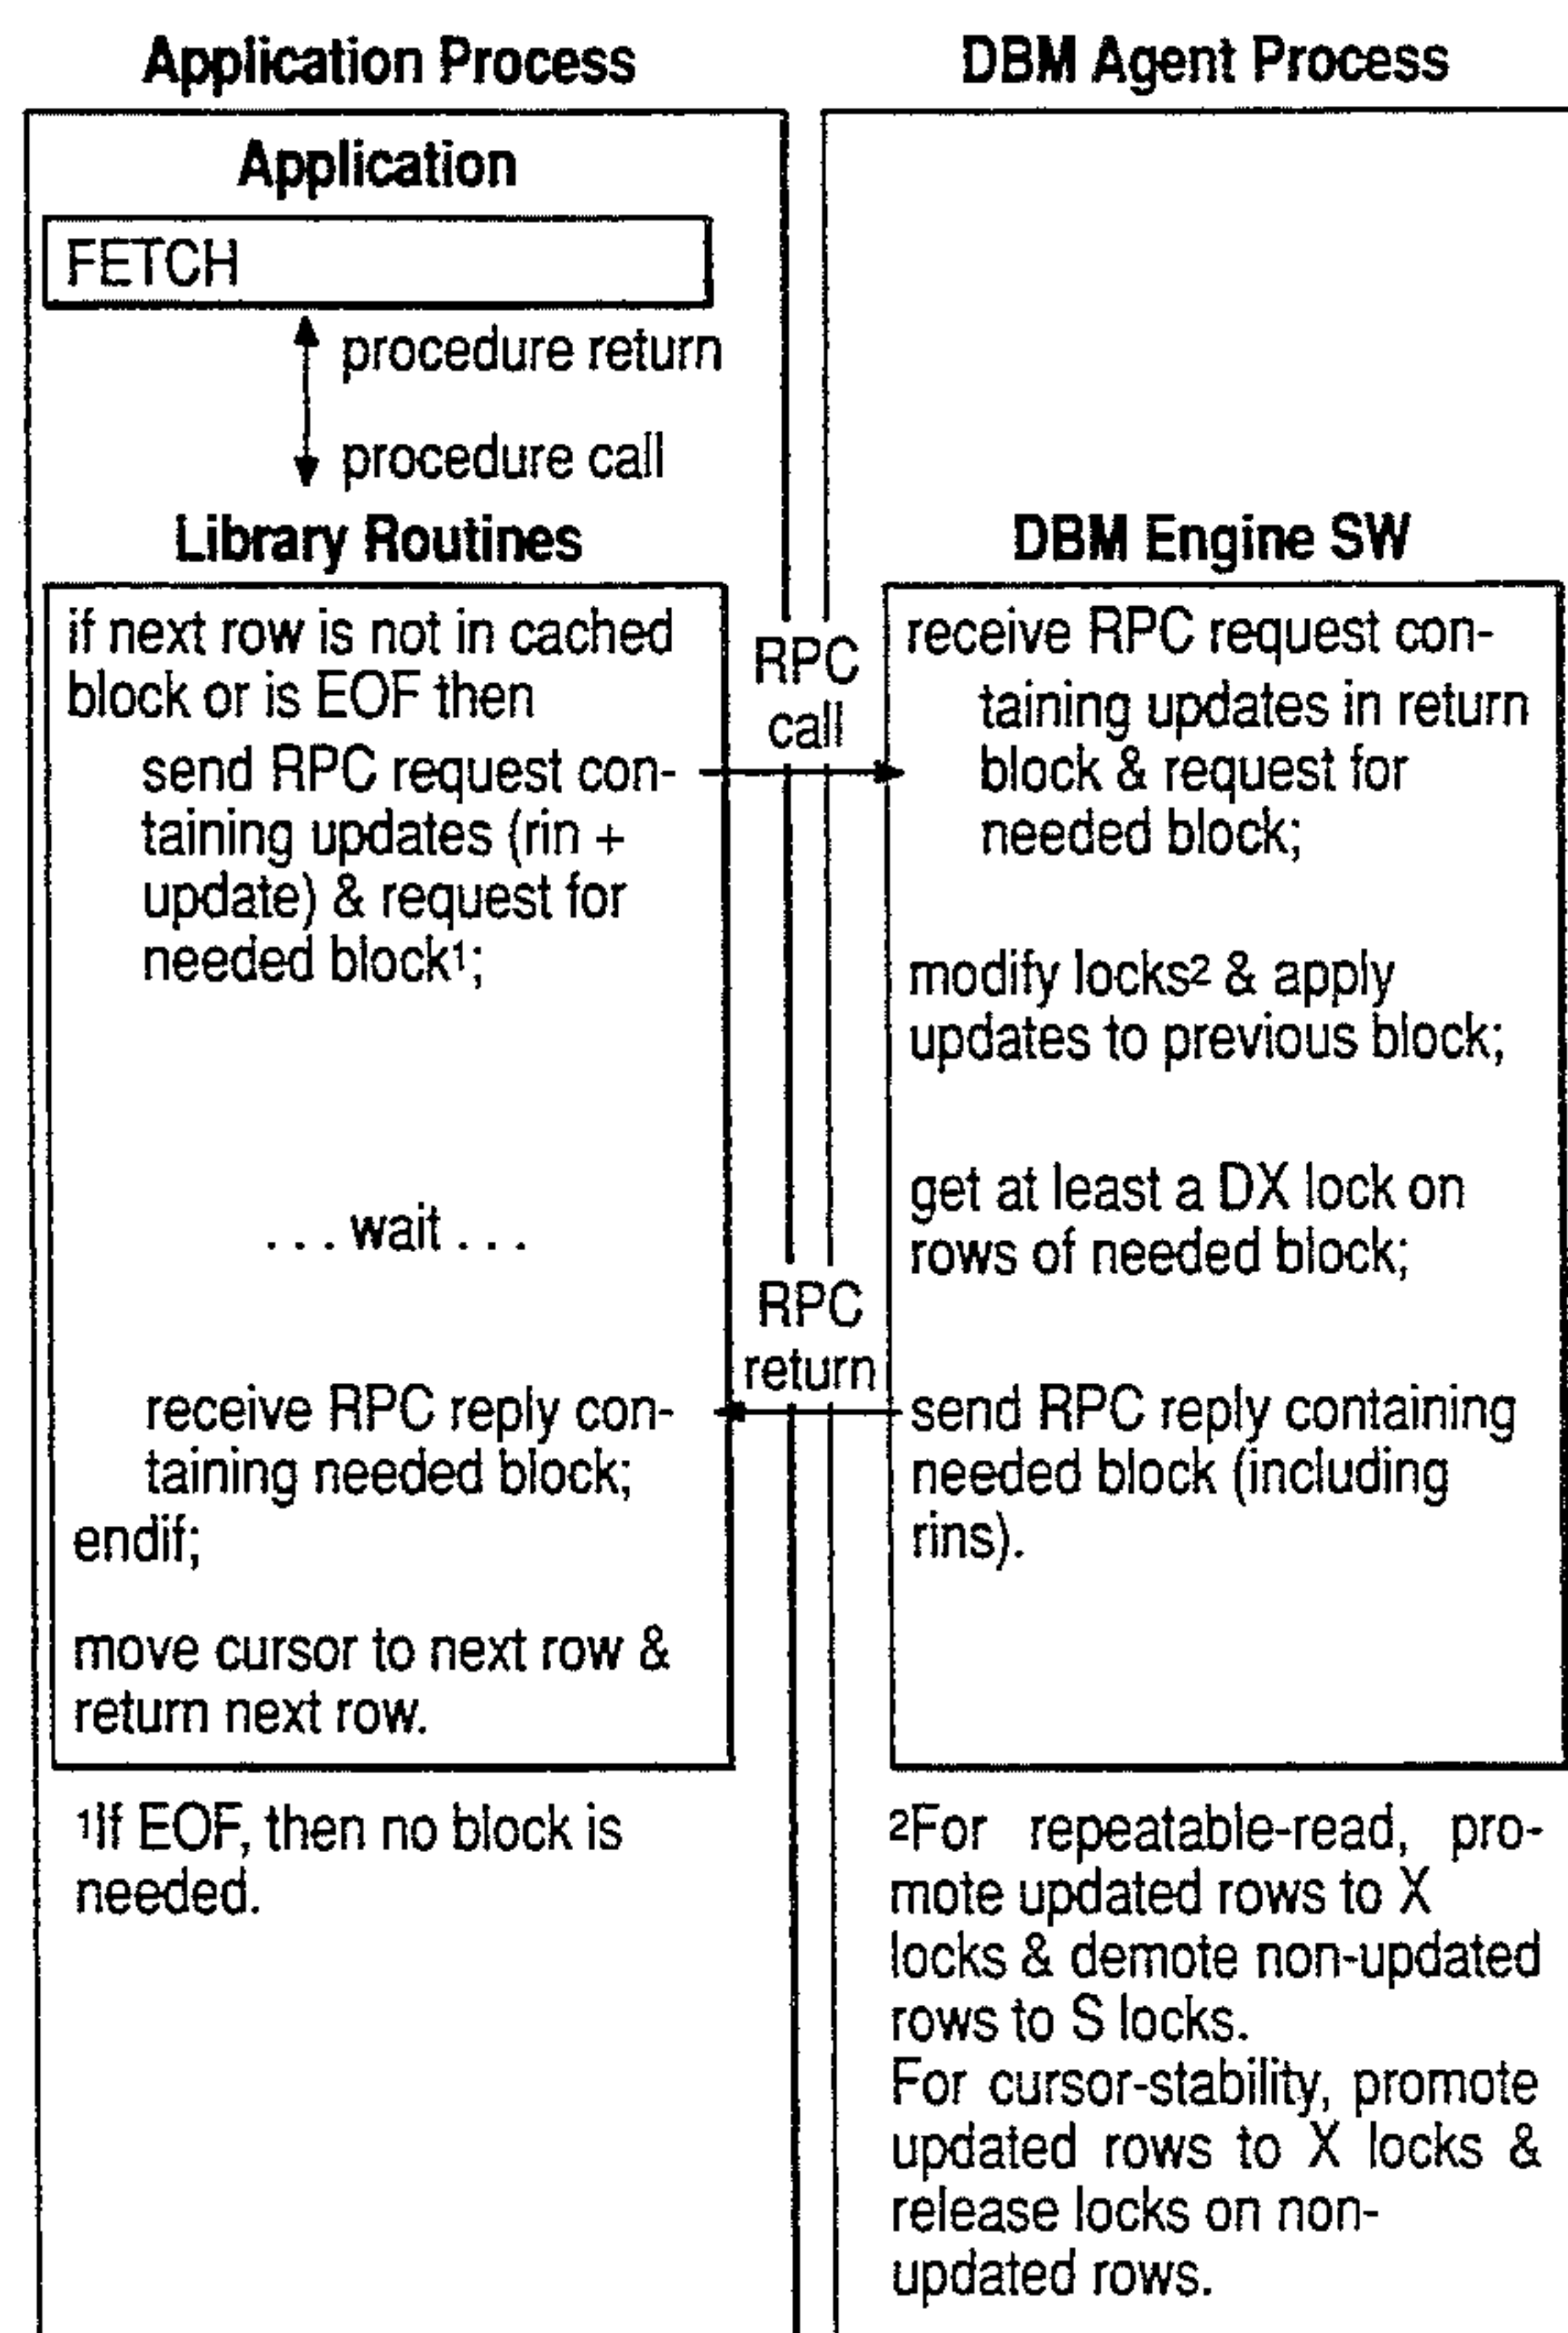 Application Process
DBM Agent Process
Application
FETCH
procedure return
procedure call
Library Routines
if next row is not in cached
block or is EOF then
send RPC request con-
taining updates (rin +
update) & request for
needed block¹;
. . . wait . . .
receive RPC reply con-
taining needed block;
endif;
move cursor to next row &
return next row.
¹If EOF, then no block is
needed.
RPC
call
RPC
return
DBM Engine SW
receive RPC request con-
taining updates in return
block & request for
needed block;
modify locks² & apply
updates to previous block;
get at least a DX lock on
rows of needed block;
send RPC reply containing
needed block (including
rins).
²For repeatable-read, pro-
mote updated rows to X
locks & demote non-updated
rows to S locks.
For cursor-stability, promote
updated rows to X locks &
release locks on non-
updated rows.